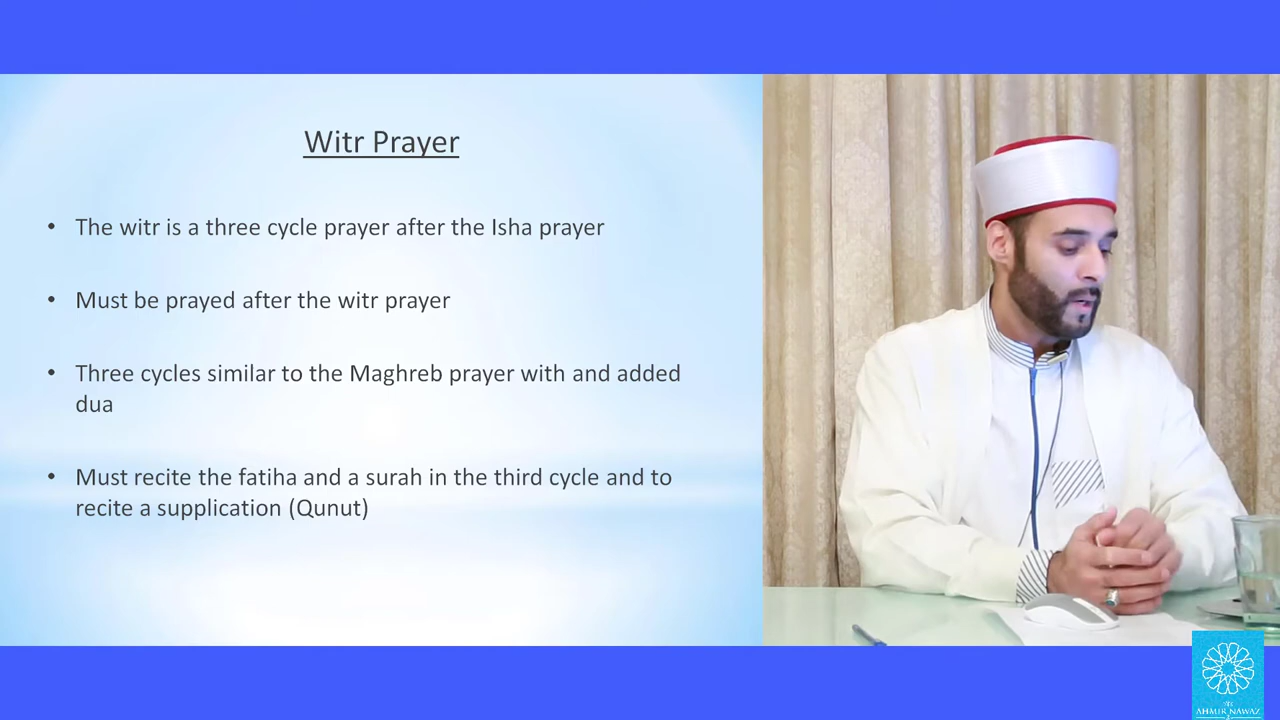 Witr Prayer
• The witr is a three cycle prayer after the Isha prayer
• Must be prayed after the witr prayer
• Three cycles similar to the Maghreb prayer with and added
dua
• Must recite the fatiha and a surah in the third cycle and to
recite a supplication (Qunut)
AHMIR NAWAZ